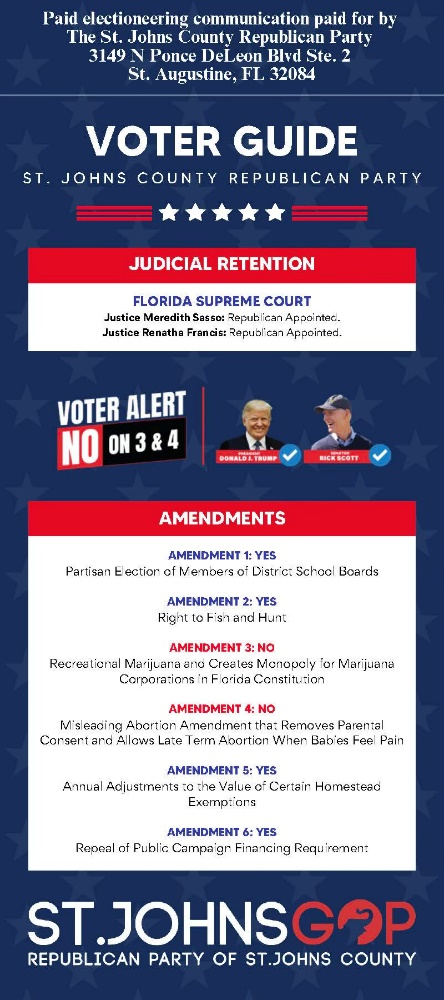 Paid electioneering communication paid for by
The St. Johns County Republican Party
3149 N Ponce DeLeon Blvd Ste. 2
St. Augustine, FL 32084
VOTER GUIDE
ST. JOHNS COUNTY REPUBLICAN PARTY
JUDICIAL RETENTION
FLORIDA SUPREME COURT
Justice Meredith Sasso: Republican Appointed.
Justice Renatha Francis: Republican Appointed.
VOTER ALERT
NO ON 3 & 4
PRESIDENT
DONALD J. TRUMP
SENATOR
RICK SCOTT
AMENDMENTS
AMENDMENT 1: YES
Partisan Election of Members of District School Boards
AMENDMENT 2: YES
Right to Fish and Hunt
AMENDMENT 3: NO
Recreational Marijuana and Creates Monopoly for Marijuana
Corporations in Florida Constitution
AMENDMENT 4: NO
Misleading Abortion Amendment that Removes Parental
Consent and Allows Late Term Abortion When Babies Feel Pain
AMENDMENT 5: YES
Annual Adjustments to the Value of Certain Homestead
Exemptions
AMENDMENT 6: YES
Repeal of Public Campaign Financing Requirement
ST.JOHNSGOP
REPUBLICAN PARTY OF ST.JOHNS COUNTY